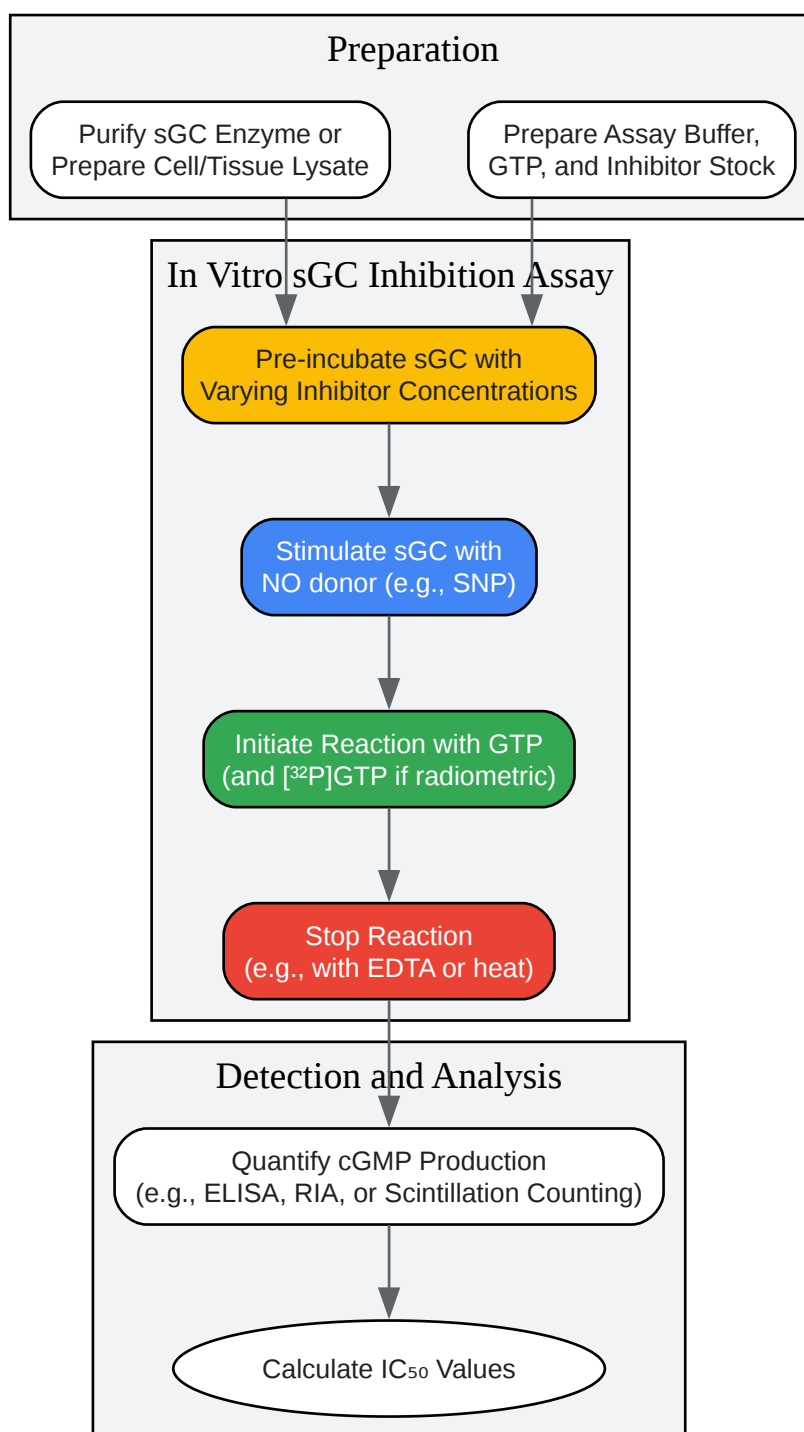 Preparation
Purify sGC Enzyme or
Prepare Cell/Tissue Lysate
Prepare Assay Buffer,
GTP, and Inhibitor Stock
In Vitro sGC Inhibition Assay
Pre-incubate sGC with
Varying Inhibitor Concentrations
Stimulate sGC with
NO donor (e.g., SNP)
Initiate Reaction with GTP
(and [³²P]GTP if radiometric)
Stop Reaction
(e.g., with EDTA or heat)
Detection and Analysis
Quantify cGMP Production
(e.g., ELISA, RIA, or Scintillation Counting)
Calculate IC₅₀ Values